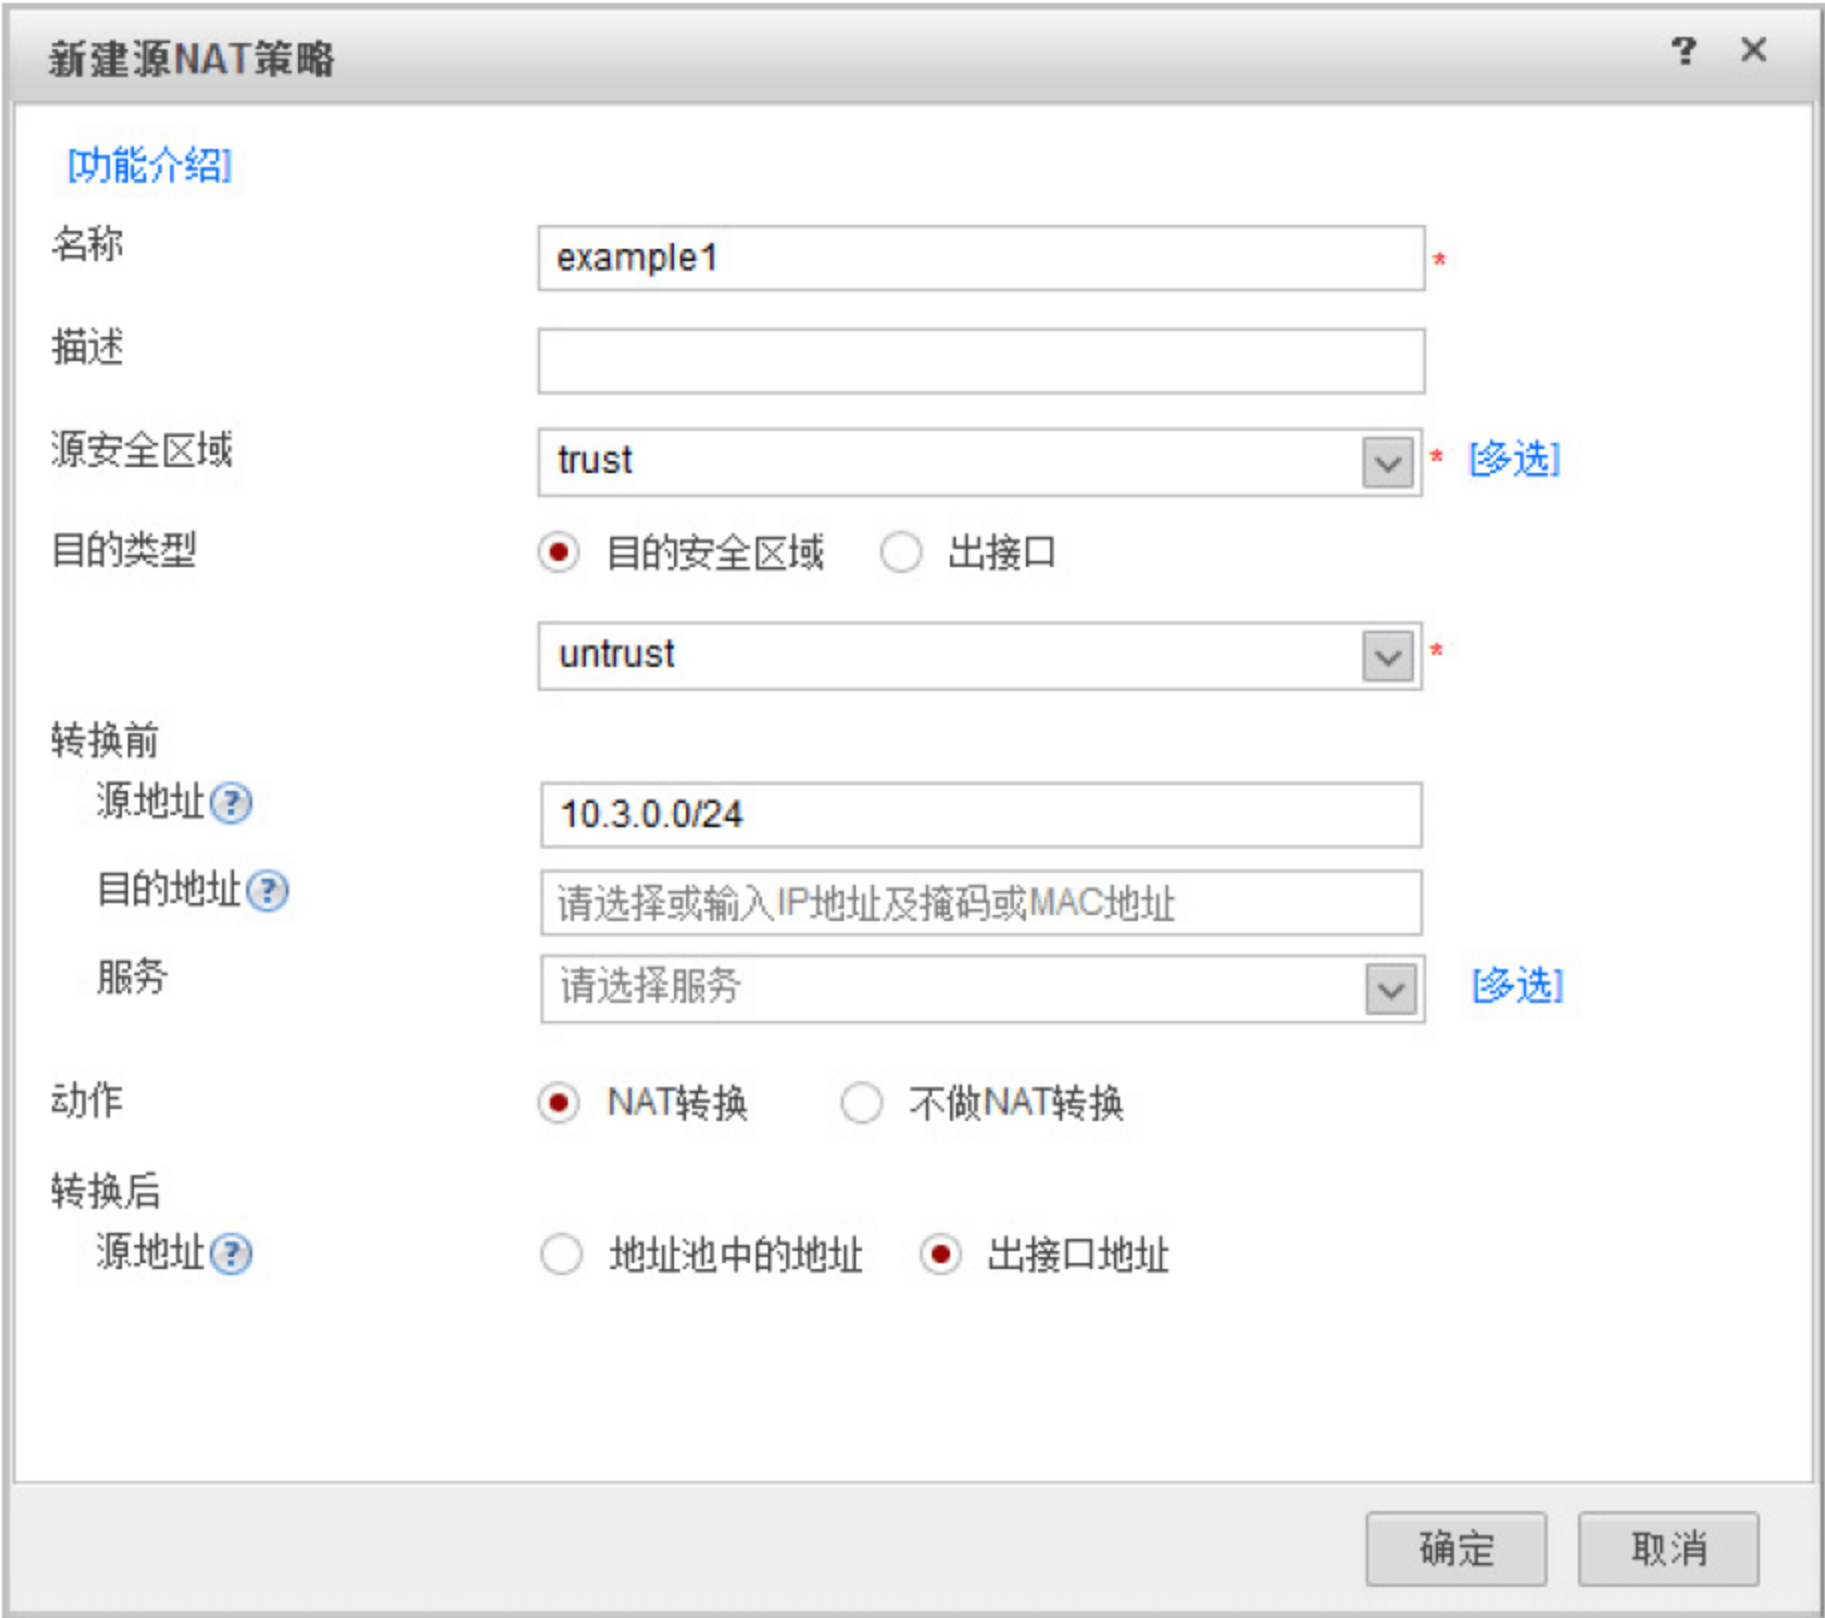 新建源NAT策略 ? ×
[功能介绍]
名称 example1 *
描述
源安全区域 trust * [多选]
目的类型 目的安全区域 出接口
untrust *
转换前
源地址 ? 10.3.0.0/24
目的地址 ? 请选择或输入IP地址及掩码或MAC地址
服务 请选择服务 [多选]
动作 NAT转换 不做NAT转换
转换后
源地址 ? 地址池中的地址 出接口地址
确定 取消